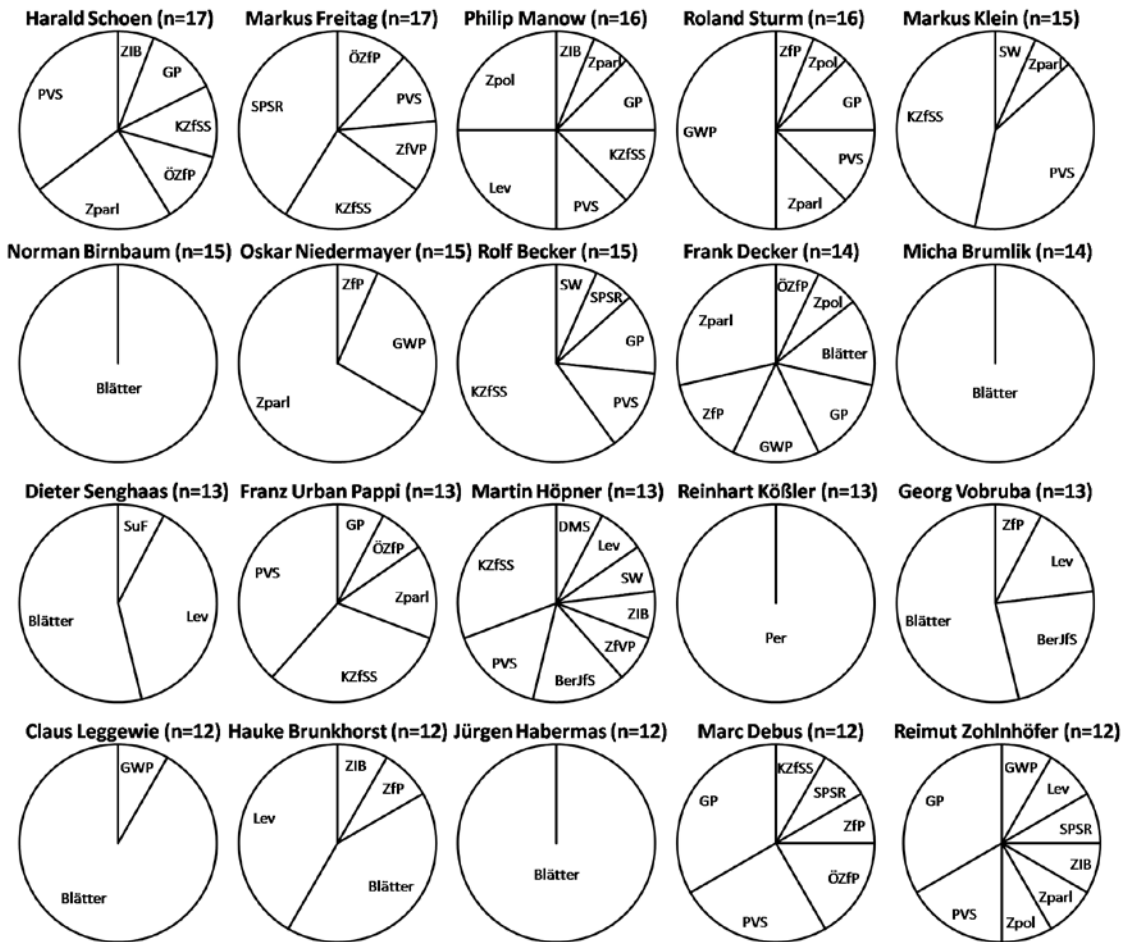 Harald Schoen (n=17)
ZIB
GP
KZfSS
ÖZfP
Zparl
PVS
Markus Freitag (n=17)
ÖZfP
PVS
ZfVP
KZfSS
SPSR
Philip Manow (n=16)
ZIB
Zparl
GP
KZfSS
PVS
Lev
Zpol
Roland Sturm (n=16)
ZfP
Zpol
GP
PVS
Zparl
GWP
Markus Klein (n=15)
SW
Zparl
PVS
KZfSS
Norman Birnbaum (n=15)
Blätter
Oskar Niedermayer (n=15)
ZfP
GWP
Zparl
Rolf Becker (n=15)
SW
SPSR
GP
PVS
KZfSS
Frank Decker (n=14)
ÖZfP
Zpol
Blätter
GP
GWP
ZfP
Zparl
Micha Brumlik (n=14)
Blätter
Dieter Senghaas (n=13)
SuF
Lev
Blätter
Franz Urban Pappi (n=13)
GP
ÖZfP
Zparl
KZfSS
PVS
Martin Höpner (n=13)
DMS
Lev
SW
ZIB
ZfVP
BerJfS
PVS
KZfSS
Reinhart Kößler (n=13)
Per
Georg Vobruba (n=13)
ZfP
Lev
BerJfS
Blätter
Claus Leggewie (n=12)
GWP
Blätter
Hauke Brunkhorst (n=12)
ZIB
ZfP
Blätter
Lev
Jürgen Habermas (n=12)
Blätter
Marc Debus (n=12)
KZfSS
SPSR
ZfP
ÖZfP
PVS
GP
Reimut Zohlnhöfer (n=12)
GWP
Lev
SPSR
ZIB
Zparl
Zpol
PVS
GP